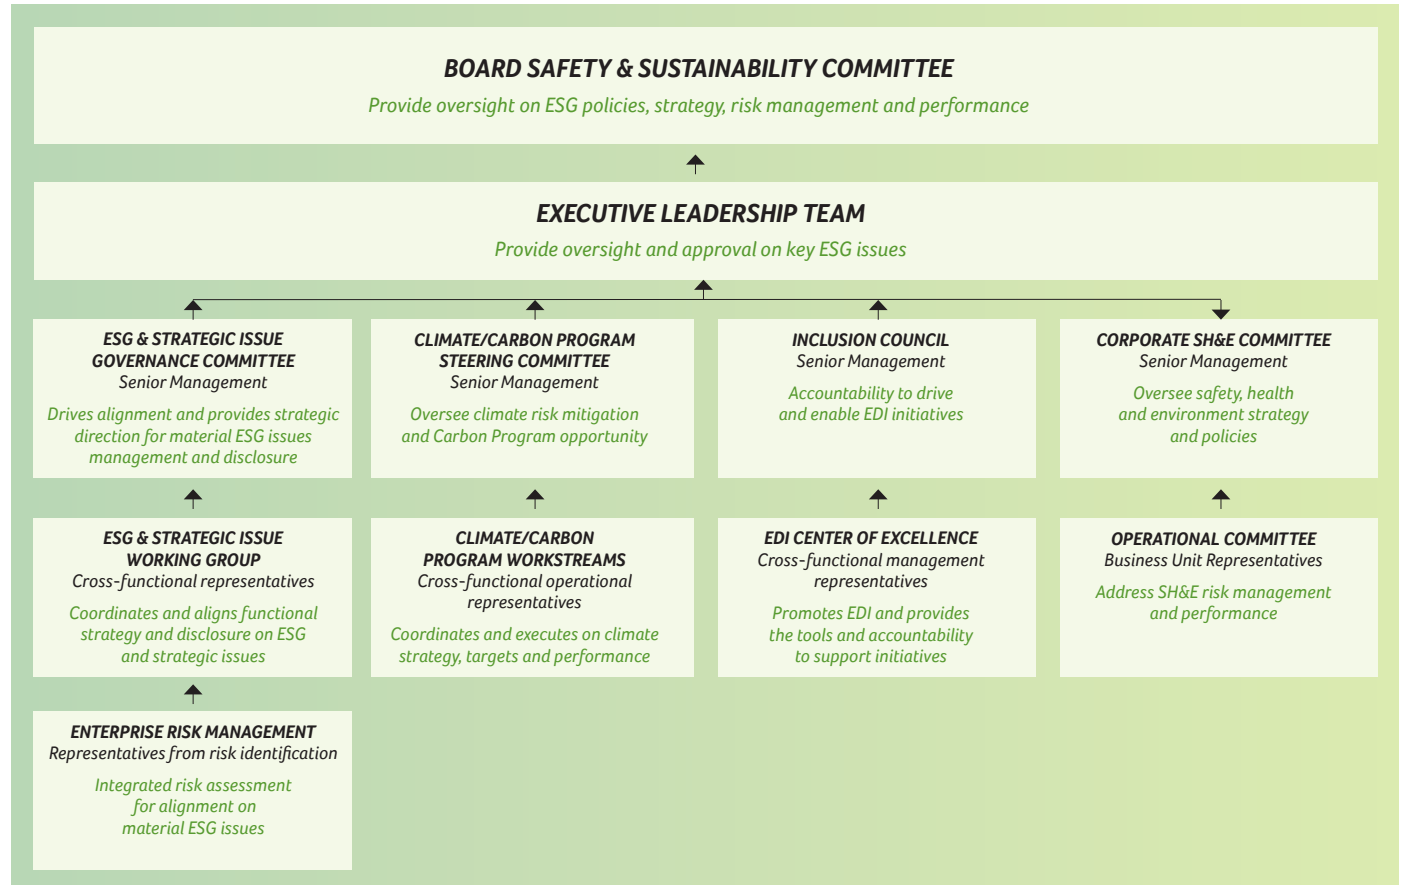 BOARD SAFETY & SUSTAINABILITY COMMITTEE
Provide oversight on ESG policies, strategy, risk management and performance
EXECUTIVE LEADERSHIP TEAM
Provide oversight and approval on key ESG issues
ESG & STRATEGIC ISSUE
GOVERNANCE COMMITTEE
Senior Management
Drives alignment and provides strategic
direction for material ESG issues
management and disclosure
CLIMATE/CARBON PROGRAM
STEERING COMMITTEE
Senior Management
Oversee climate risk mitigation
and Carbon Program opportunity
INCLUSION COUNCIL
Senior Management
Accountability to drive
and enable EDI initiatives
CORPORATE SH&E COMMITTEE
Senior Management
Oversee safety, health
and environment strategy
and policies
ESG & STRATEGIC ISSUE
WORKING GROUP
Cross-functional representatives
Coordinates and aligns functional
strategy and disclosure on ESG
and strategic issues
CLIMATE/CARBON
PROGRAM WORKSTREAMS
Cross-functional operational
representatives
Coordinates and executes on climate
strategy, targets and performance
EDI CENTER OF EXCELLENCE
Cross-functional management
representatives
Promotes EDI and provides
the tools and accountability
to support initiatives
OPERATIONAL COMMITTEE
Business Unit Representatives
Address SH&E risk management
and performance
ENTERPRISE RISK MANAGEMENT
Representatives from risk identification
Integrated risk assessment
for alignment on
material ESG issues